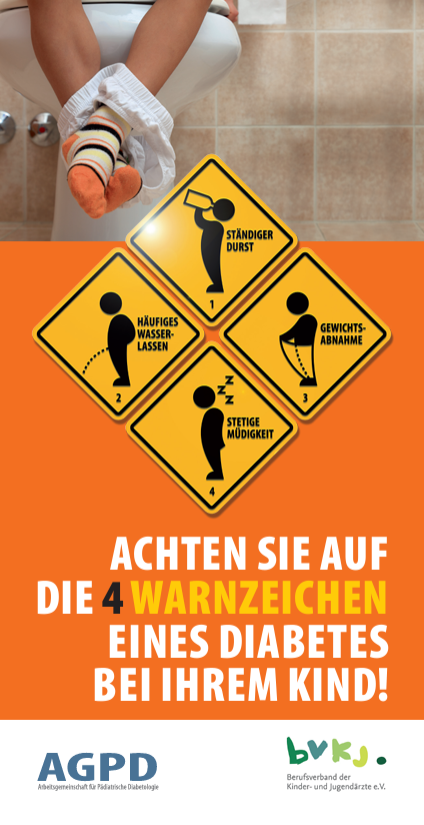 STÄNDIGER
DURST
1
HÄUFIGES
WASSER-
LASSEN
2
GEWICHTS-
ABNAHME
3
Z
Z
Z
STETIGE
MÜDIGKEIT
4
ACHTEN SIE AUF
DIE 4 WARNZEICHEN
EINES DIABETES
BEI IHREM KIND!
AGPD
Arbeitsgemeinschaft für Pädiatrische Diabetologie
bvkj.
Berufsverband der
Kinder- und Jugendärzte e.V.